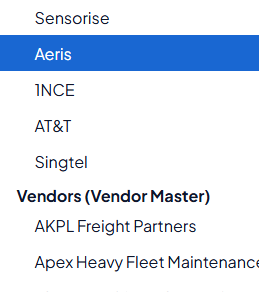 Sensorise
Aeris
1NCE
AT&T
Singtel
Vendors (Vendor Master)
AKPL Freight Partners
Apex Heavy Fleet Maintenance